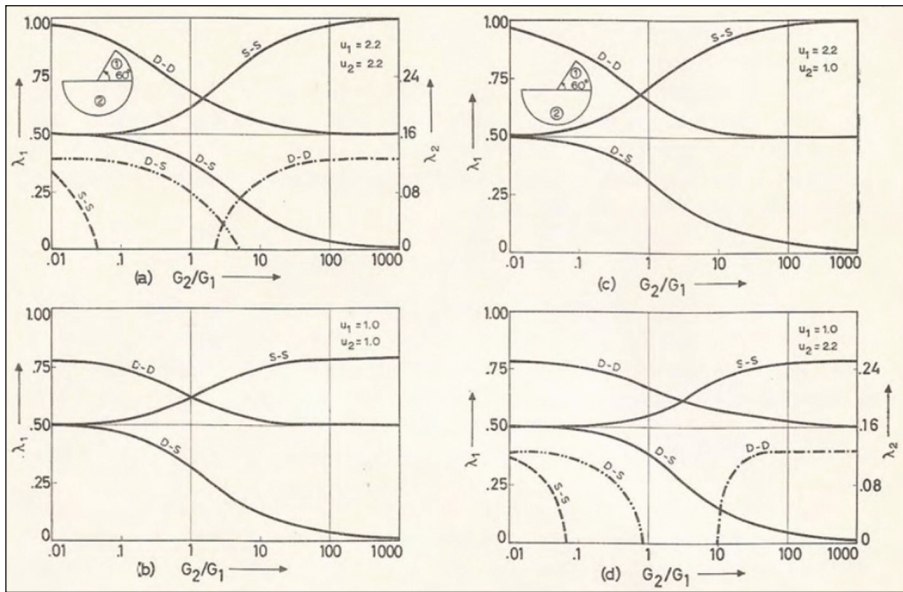 1.00
.75
.50
.25
0
λ₁
D-D
S-S
D-S
D-S
D-D
S-S
①
60°
②
u₁ = 2.2
u₂ = 2.2
.24
.16
.08
0
λ₂
.01
.1
1
10
100
1000
(a) G₂/G₁
1.00
.75
.50
.25
0
λ₁
D-D
S-S
D-S
①
60°
②
u₁ = 2.2
u₂ = 1.0
.01
.1
1
10
100
1000
(c) G₂/G₁
1.00
.75
.50
.25
0
λ₁
D-D
S-S
D-S
u₁ = 1.0
u₂ = 1.0
.01
.1
1
10
100
1000
(b) G₂/G₁
1.00
.75
.50
.25
0
λ₁
D-D
S-S
D-S
S-S
D-S
D-D
u₁ = 1.0
u₂ = 2.2
.24
.16
.08
0
λ₂
.01
.1
1
10
100
1000
(d) G₂/G₁